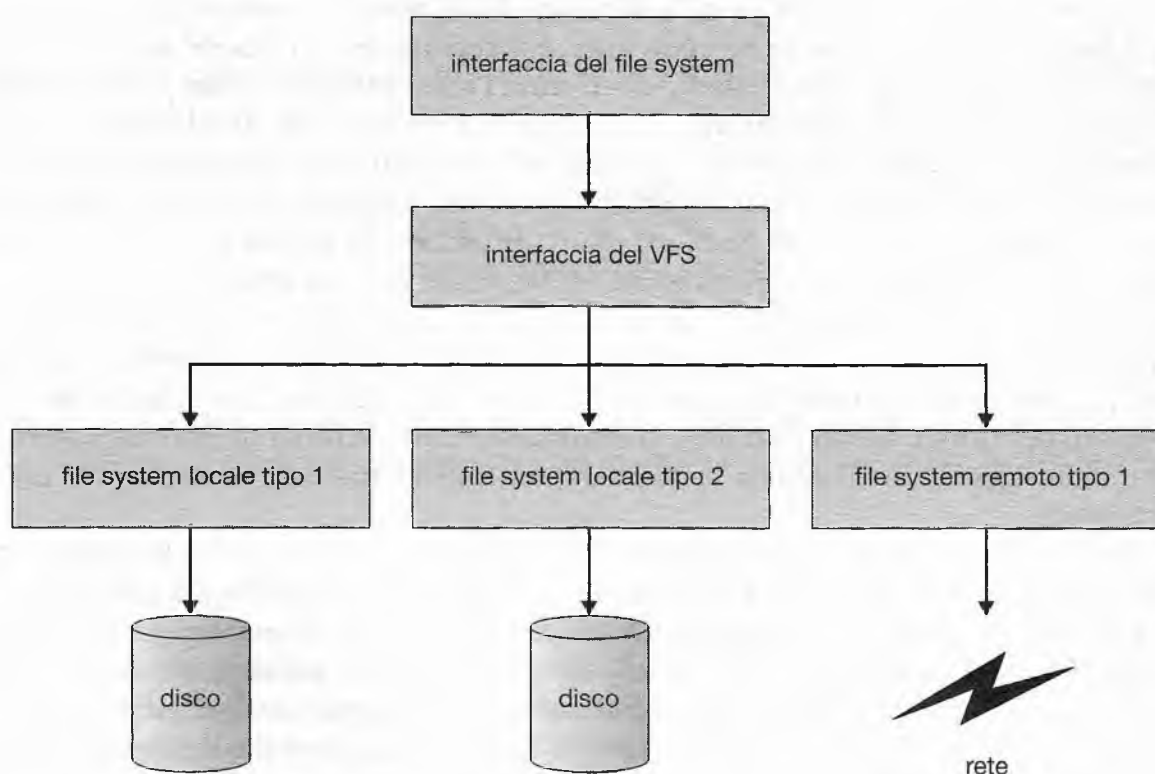 interfaccia del file system
interfaccia del VFS
file system locale tipo 1
file system locale tipo 2
file system remoto tipo 1
disco
disco
rete